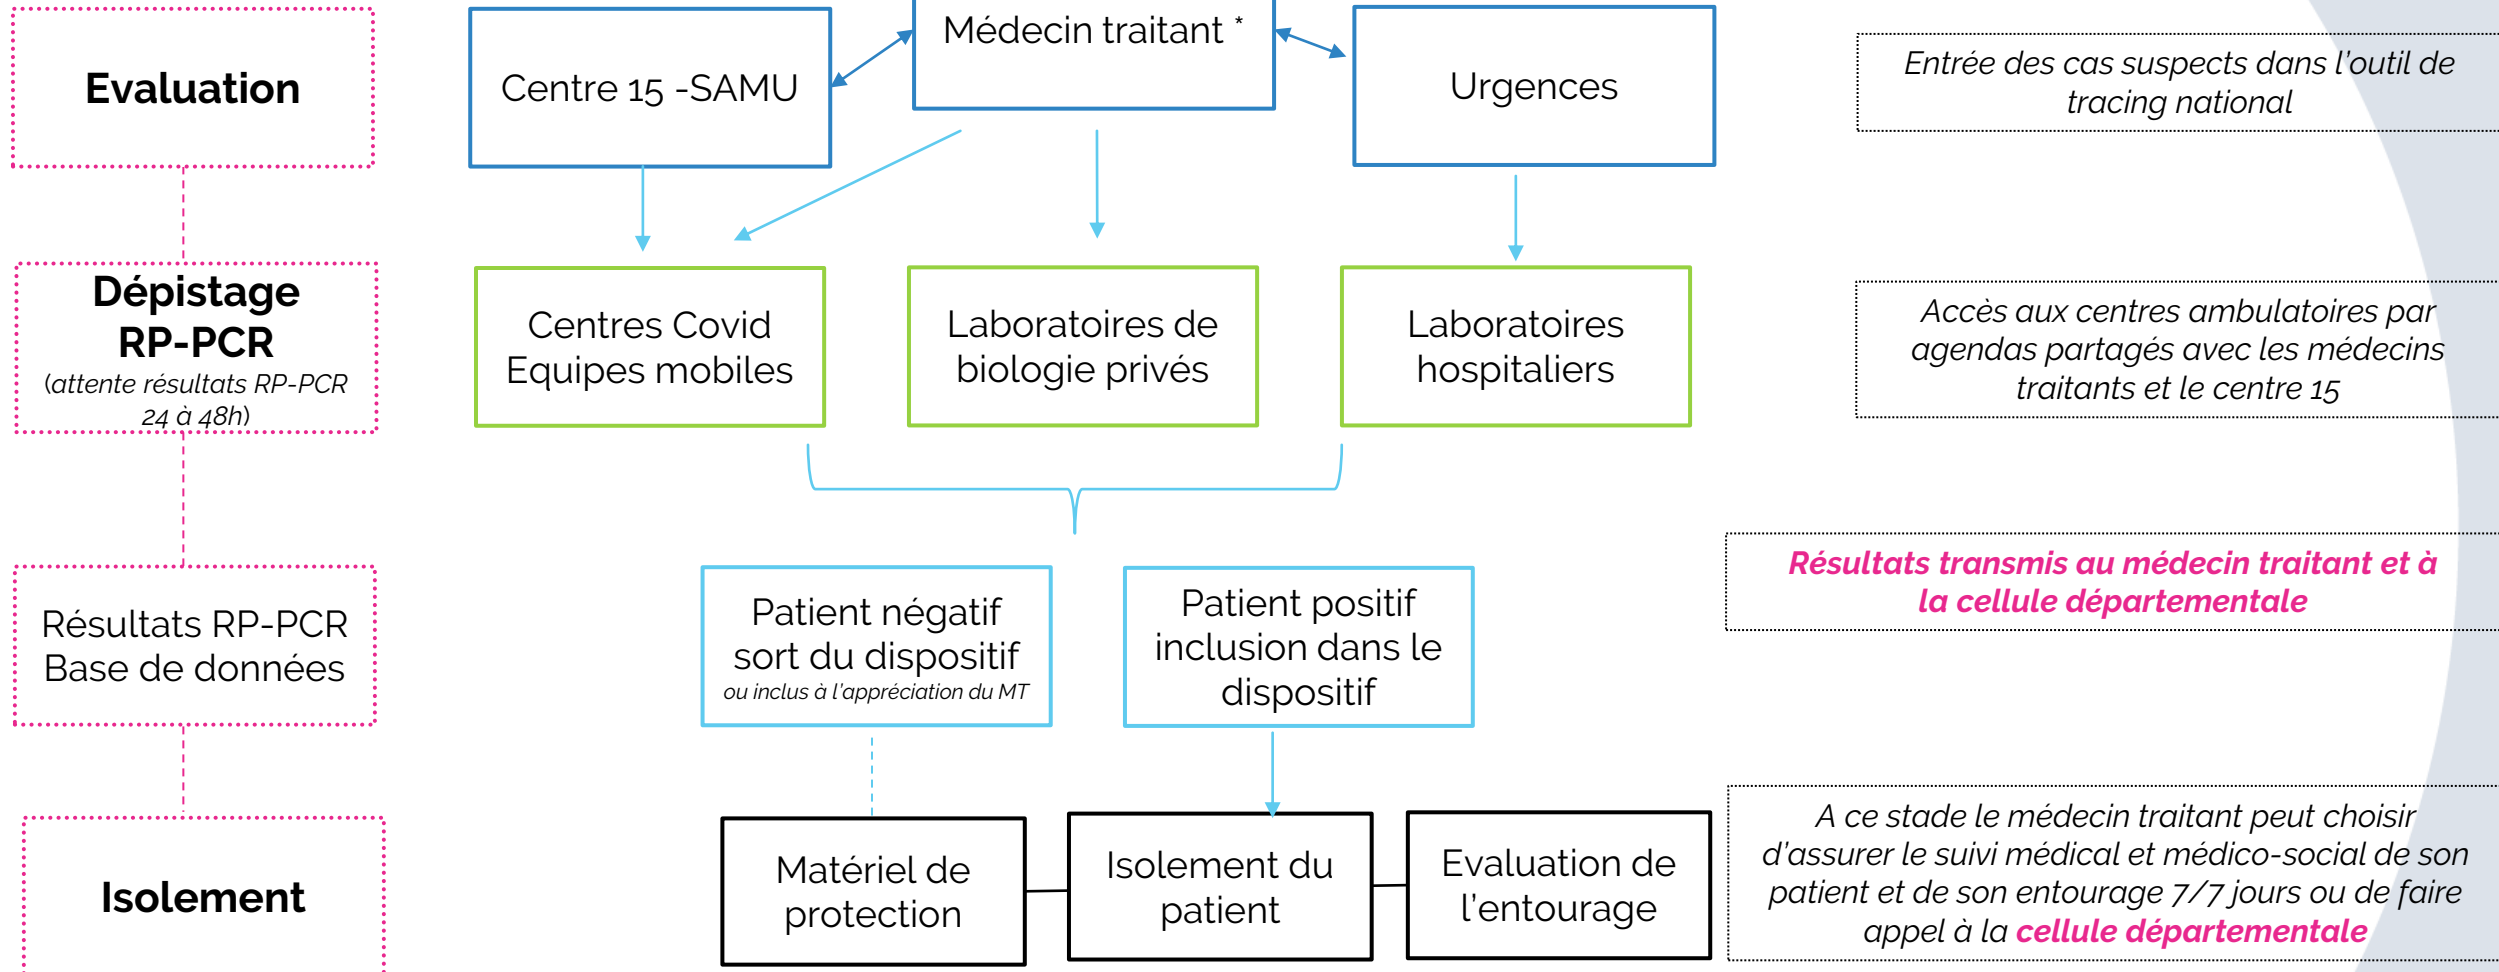 Evaluation
Centre 15 -SAMU
Médecin traitant *
Urgences
Entrée des cas suspects dans l'outil de
tracing national
Dépistage
RP-PCR
(attente résultats RP-PCR
24 à 48h)
Centres Covid
Equipes mobiles
Laboratoires de
biologie privés
Laboratoires
hospitaliers
Accès aux centres ambulatoires par
agendas partagés avec les médecins
traitants et le centre 15
Résultats RP-PCR
Base de données
Patient négatif
sort du dispositif
ou inclus à l'appréciation du MT
Patient positif
inclusion dans le
dispositif
Résultats transmis au médecin traitant et à
la cellule départementale
Isolement
Matériel de
protection
Isolement du
patient
Evaluation de
l'entourage
A ce stade le médecin traitant peut choisir
d'assurer le suivi médical et médico-social de son
patient et de son entourage 7/7 jours ou de faire
appel à la cellule départementale